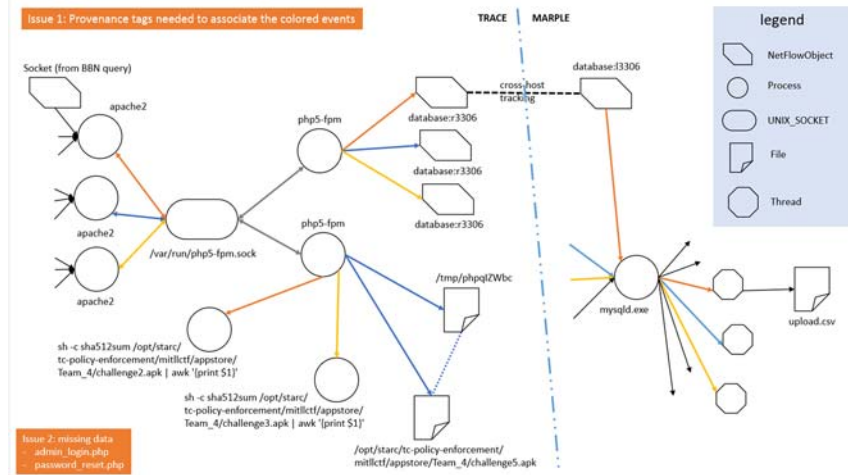 Issue 1: Provenance tags needed to associate the colored events
TRACE
MARPLE
legend
NetFlowObject
Process
UNIX_SOCKET
File
Thread
Socket (from BBN query)
apache2
apache2
apache2
/var/run/php5-fpm.sock
php5-fpm
php5-fpm
database:r3306
database:r3306
database:r3306
cross-host
tracking
database:l3306
/tmp/phpqIZWbc
mysqld.exe
upload.csv
sh -c sha512sum /opt/starc/
tc-policy-enforcement/mitllctf/appstore/
Team_4/challenge2.apk | awk '{print $1}'
sh -c sha512sum /opt/starc/
tc-policy-enforcement/mitllctf/appstore/
Team_4/challenge3.apk | awk '{print $1}'
/opt/starc/tc-policy-enforcement/
mitllctf/appstore/Team_4/challenge5.apk
Issue 2: missing data
- admin_login.php
- password_reset.php